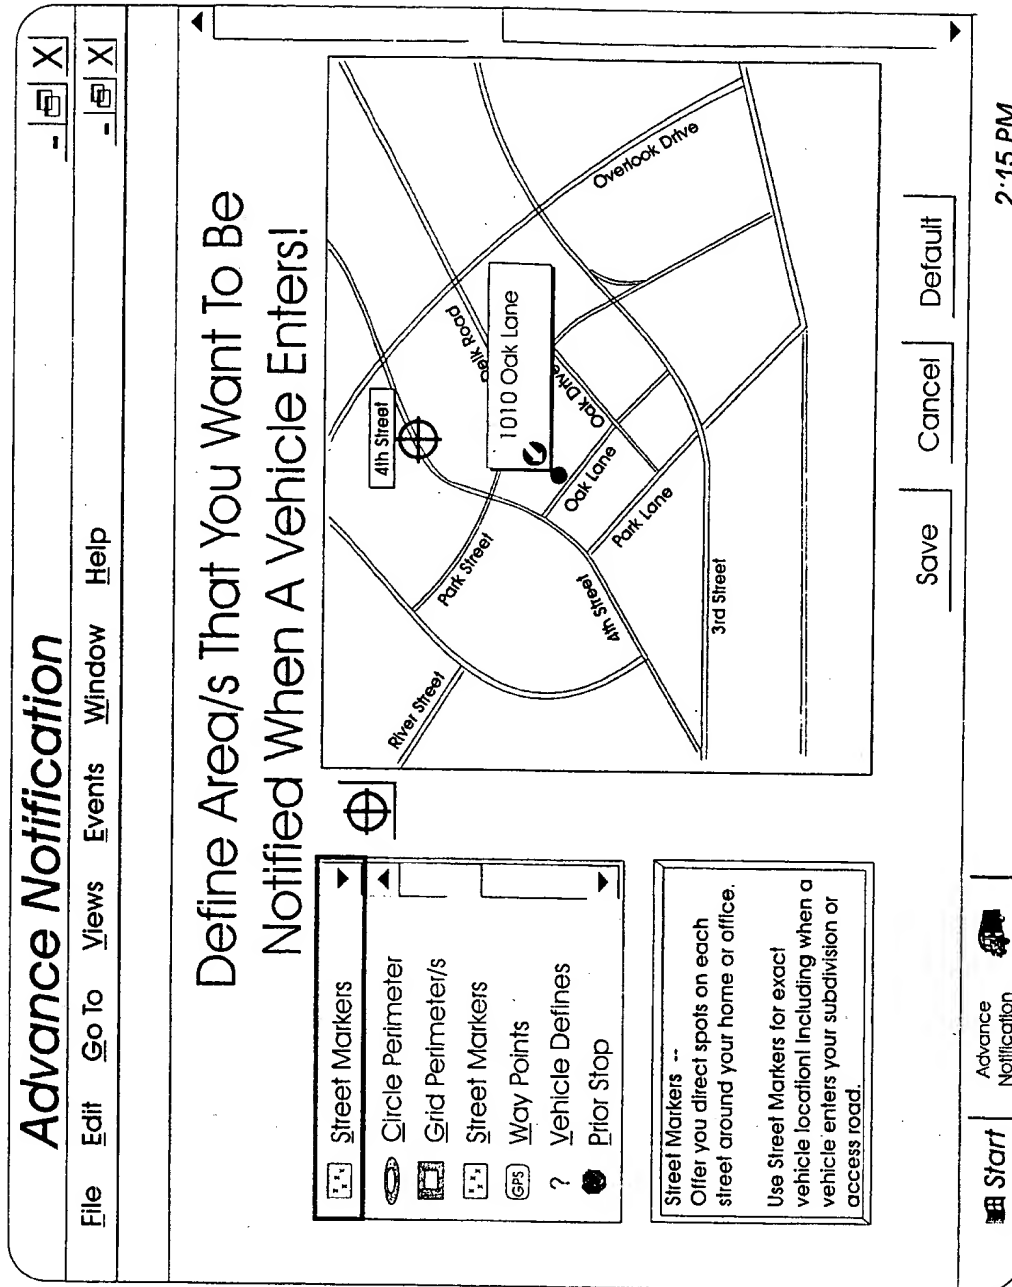 Advance Notification
- X
File Edit Go To Views Events Window Help
- X
Define Area/s That You Want To Be
Notified When A Vehicle Enters!
Street Markers
Circle Perimeter
Grid Perimeter/s
Street Markers
GPS Way Points
? Vehicle Defines
Prior Stop
Street Markers --
Offer you direct spots on each
street around your home or office.
Use Street Markers for exact
vehicle location! Including when a
vehicle enters your subdivision or
access road.
River Street
Park Street
4th Street
4th Street
3rd Street
Park Lane
Oak Lane
Oak Drive
1010 Oak Lane
Road
Overlook Drive
Save Cancel Default
Start
Advance
Notification
2:15 PM